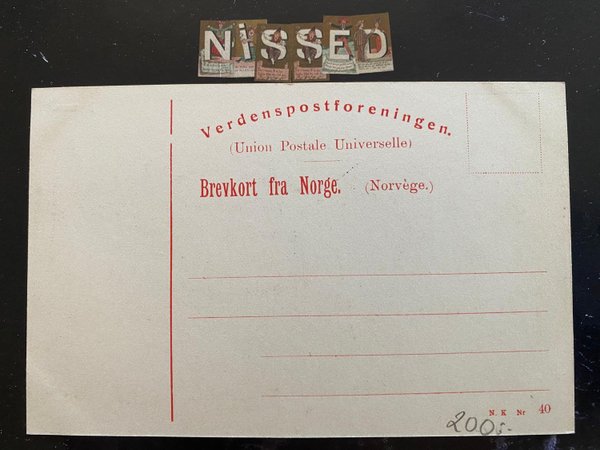 NiSSED
Verdenspostforeningen.
(Union Postale Universelle)
Brevkort fra Norge. (Norvège.)
N. K Nr 40
200,-